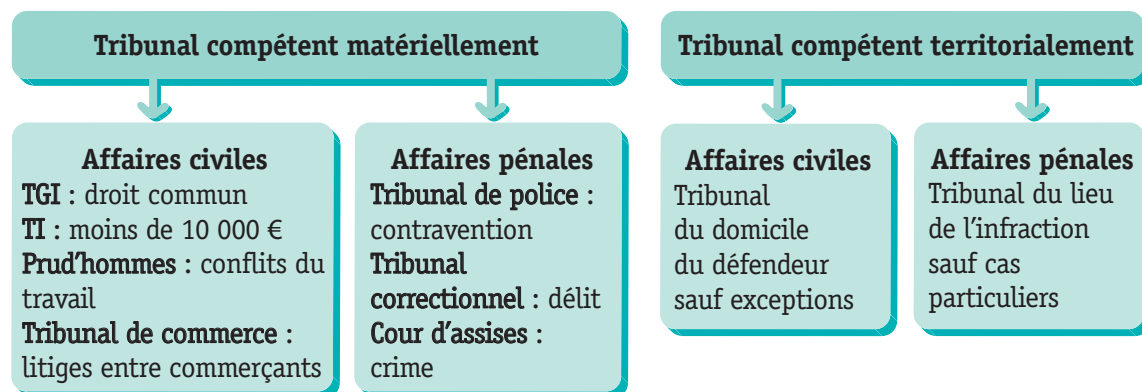 Tribunal compétent matériellement
Affaires civiles
TGI : droit commun
TI : moins de 10 000 €
Prud'hommes : conflits du
travail
Tribunal de commerce :
litiges entre commerçants
Affaires pénales
Tribunal de police :
contravention
Tribunal
correctionnel : délit
Cour d'assises :
crime
Tribunal compétent territorialement
Affaires civiles
Tribunal
du domicile
du défendeur
sauf exceptions
Affaires pénales
Tribunal du lieu
de l'infraction
sauf cas
particuliers